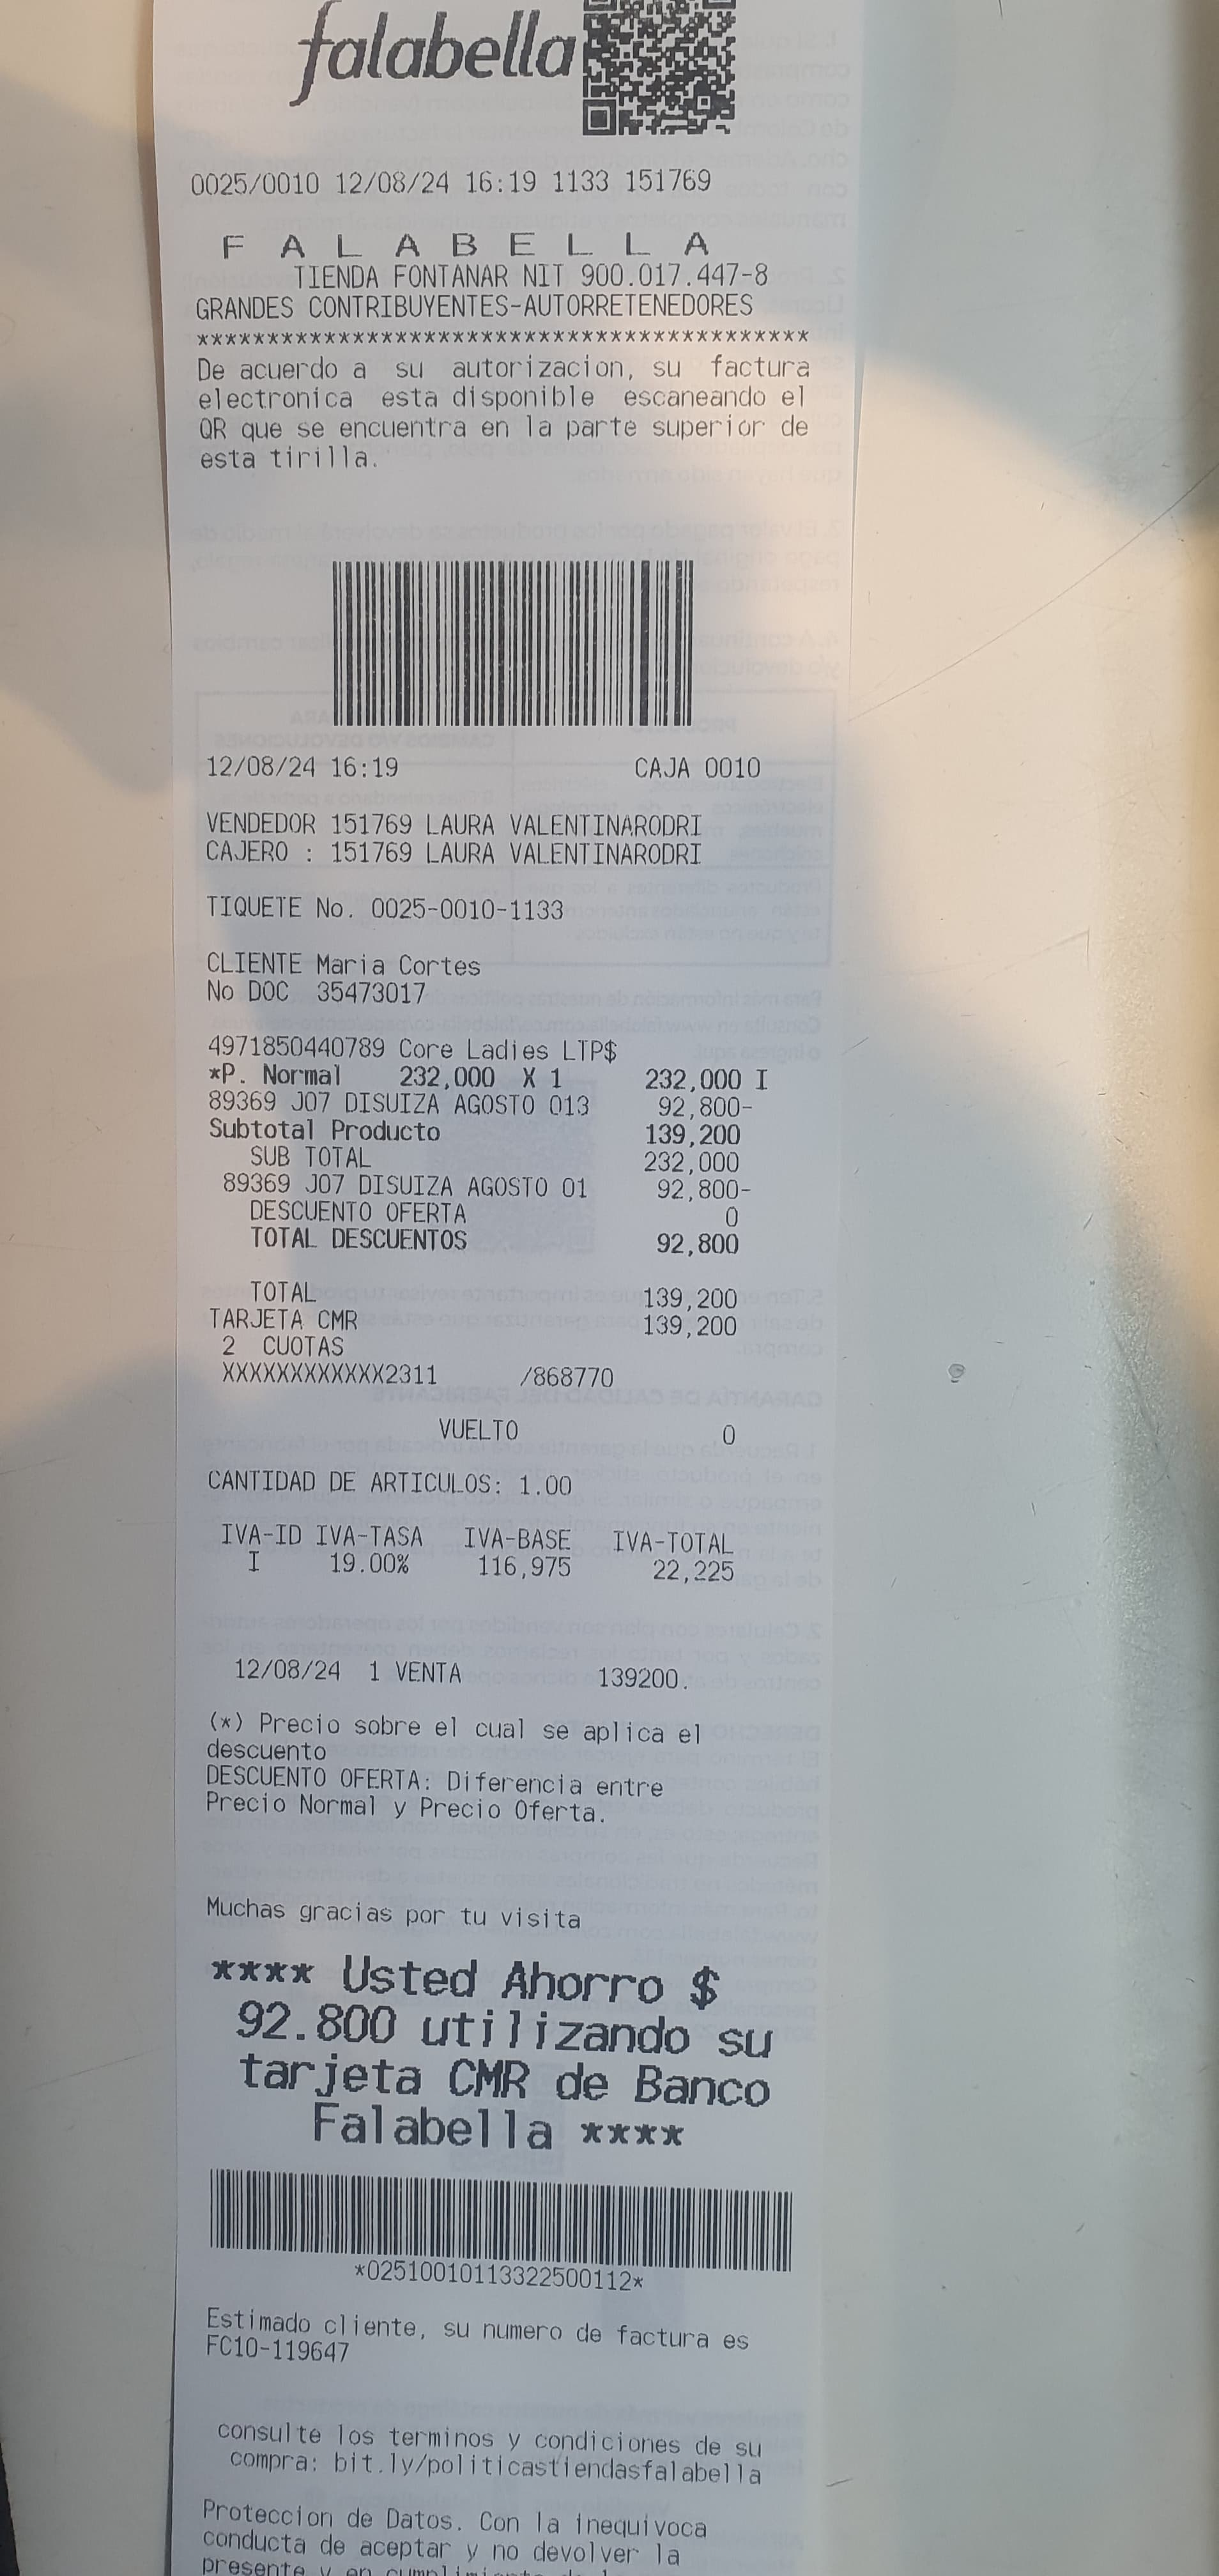 falabella
0025/0010 12/08/24 16:19 1133 151769
F A L A B E L L A
TIENDA FONTANAR NIT 900.017.447-8
GRANDES CONTRIBUYENTES-AUTORRETENEDORES
*******************************************
De acuerdo a su autorizacion, su factura
electronica esta disponible escaneando el
QR que se encuentra en la parte superior de
esta tirilla.
12/08/24 16:19 CAJA 0010
VENDEDOR 151769 LAURA VALENTINARODRI
CAJERO : 151769 LAURA VALENTINARODRI
TIQUETE No. 0025-0010-1133
CLIENTE Maria Cortes
No DOC 35473017
4971850440789 Core Ladies LTP$
*P. Normal 232,000 X 1 232,000 I
89369 J07 DISUIZA AGOSTO 013 92,800-
Subtotal Producto 139,200
SUB TOTAL 232,000
89369 J07 DISUIZA AGOSTO 01 92,800-
DESCUENTO OFERTA 0
TOTAL DESCUENTOS 92,800
TOTAL 139,200
TARJETA CMR 139,200
2 CUOTAS
XXXXXXXXXXXX2311 /868770
VUELTO 0
CANTIDAD DE ARTICULOS: 1.00
IVA-ID IVA-TASA IVA-BASE IVA-TOTAL
I 19.00% 116,975 22,225
12/08/24 1 VENTA 139200.
(*) Precio sobre el cual se aplica el
descuento
DESCUENTO OFERTA: Diferencia entre
Precio Normal y Precio Oferta.
Muchas gracias por tu visita
**** Usted Ahorro $
92.800 utilizando su
tarjeta CMR de Banco
Falabella ****
*02510010113322500112*
Estimado cliente, su numero de factura es
FC10-119647
consulte los terminos y condiciones de su
compra: bit.ly/politicastiendasfalabella
Proteccion de Datos. Con la inequivoca
conducta de aceptar y no devolver la
presente y en cumplimiento de